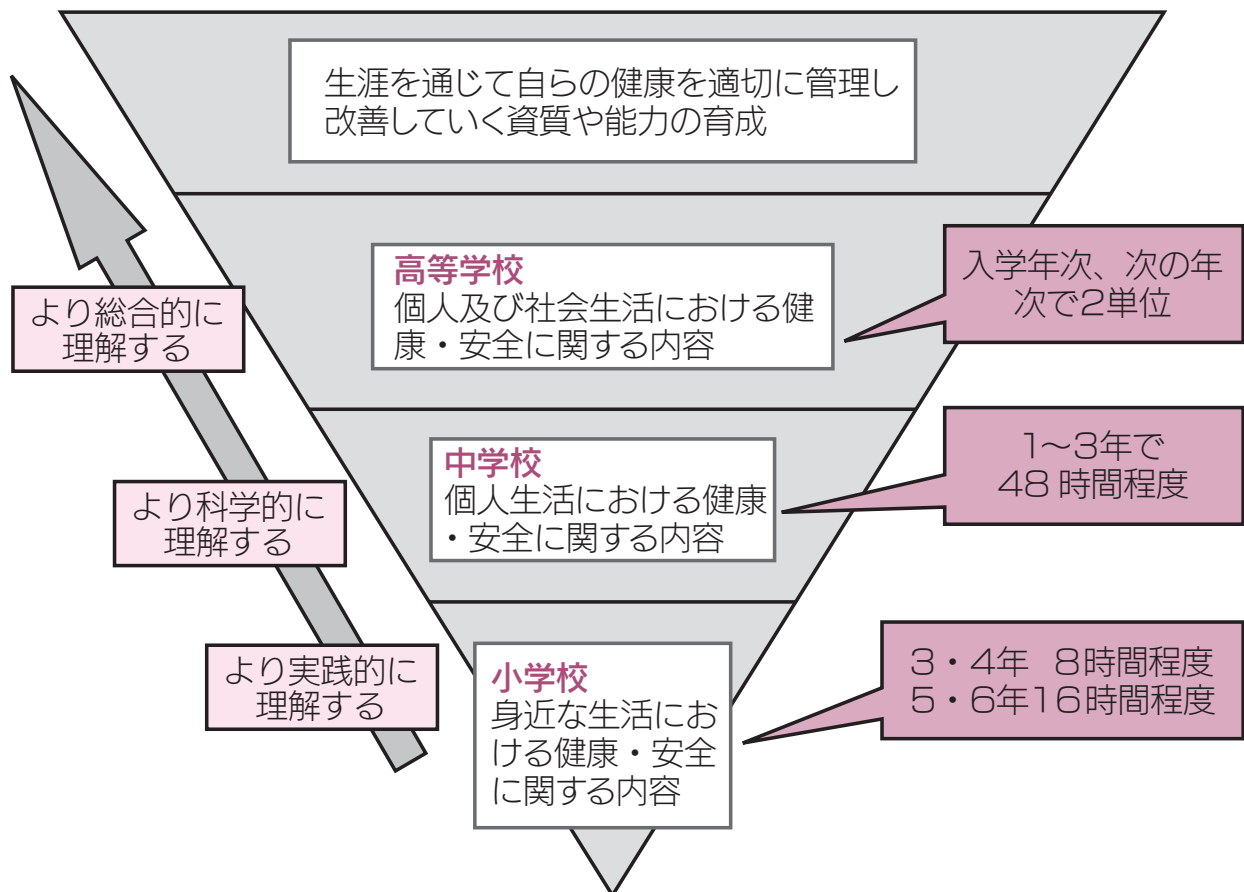 生涯を通じて自らの健康を適切に管理し
改善していく資質や能力の育成
高等学校
個人及び社会生活における健
康・安全に関する内容
入学年次、次の年
次で2単位
より総合的に
理解する
中学校
個人生活における健康
・安全に関する内容
1〜3年で
48時間程度
より科学的に
理解する
小学校
身近な生活にお
ける健康・安全
に関する内容
3・4年 8時間程度
5・6年16時間程度
より実践的に
理解する